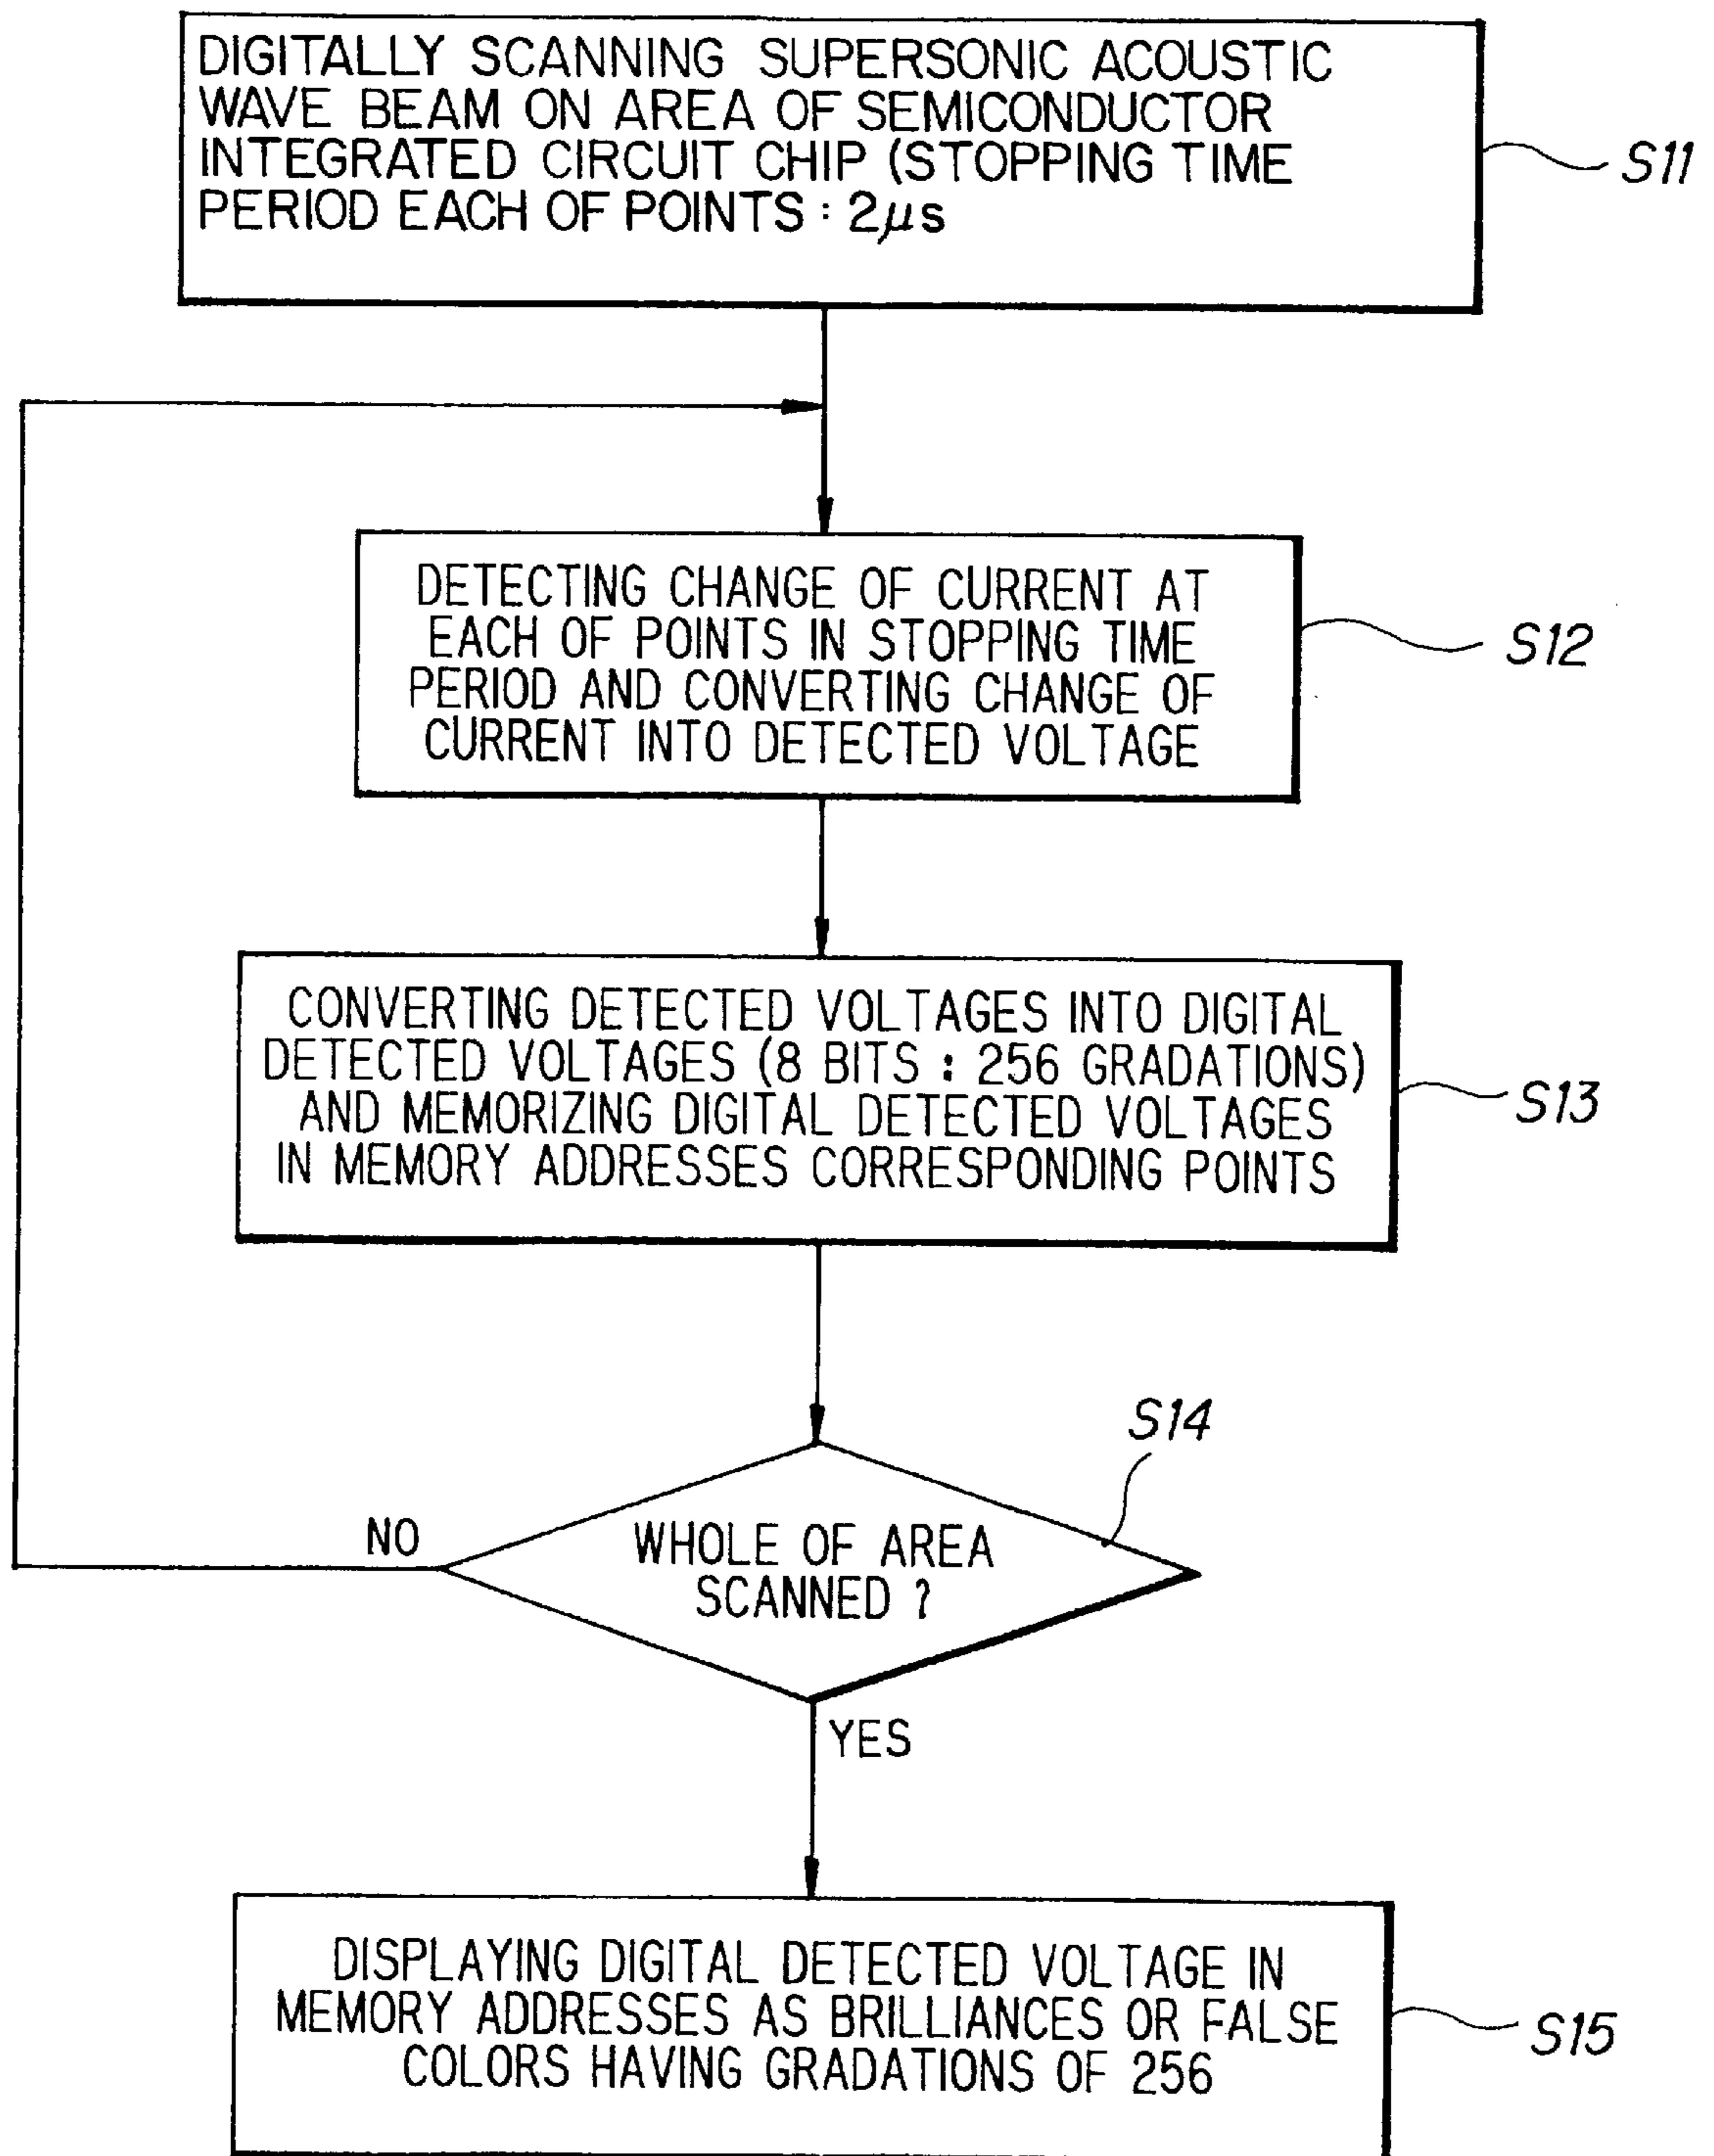 DIGITALLY SCANNING SUPERSONIC ACOUSTIC
WAVE BEAM ON AREA OF SEMICONDUCTOR
INTEGRATED CIRCUIT CHIP (STOPPING TIME
PERIOD EACH OF POINTS : 2μs
S11
DETECTING CHANGE OF CURRENT AT
EACH OF POINTS IN STOPPING TIME
PERIOD AND CONVERTING CHANGE OF
CURRENT INTO DETECTED VOLTAGE
S12
CONVERTING DETECTED VOLTAGES INTO DIGITAL
DETECTED VOLTAGES (8 BITS : 256 GRADATIONS)
AND MEMORIZING DIGITAL DETECTED VOLTAGES
IN MEMORY ADDRESSES CORRESPONDING POINTS
S13
S14
NO
WHOLE OF AREA
SCANNED ?
YES
DISPLAYING DIGITAL DETECTED VOLTAGE IN
MEMORY ADDRESSES AS BRILLIANCES OR FALSE
COLORS HAVING GRADATIONS OF 256
S15